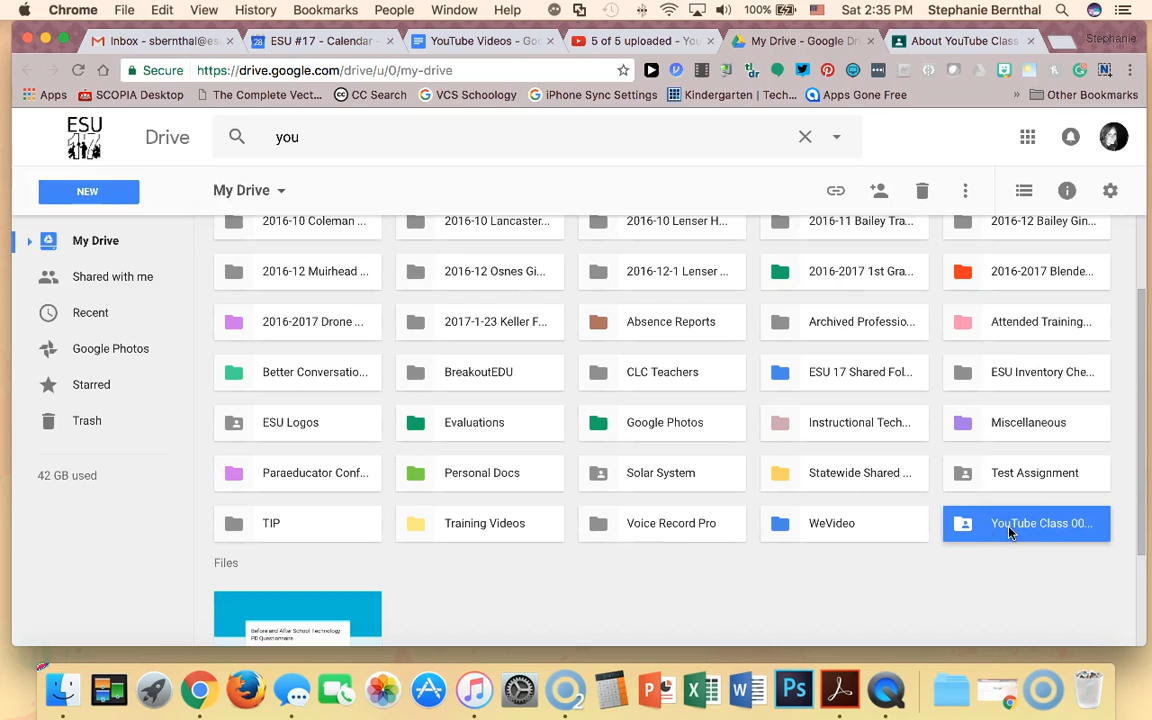 Chrome File Edit View History Bookmarks People Window Help 100% Sat 2:35 PM Stephanie Bernthal
Inbox - sbernthal@es
ESU #17 - Calendar -
YouTube Videos - Goo
5 of 5 uploaded - You
My Drive - Google Dri
About YouTube Class
Stephanie
Secure https://drive.google.com/drive/u/0/my-drive
Apps SCOPIA Desktop The Complete Vect... CC Search VCS Schoology iPhone Sync Settings Kindergarten | Tech... Apps Gone Free » Other Bookmarks
ESU 17 Drive you
NEW My Drive
2016-10 Coleman ... 2016-10 Lancaster... 2016-10 Lenser H... 2016-11 Bailey Tra... 2016-12 Bailey Gin...
My Drive
Shared with me
Recent
Google Photos
Starred
Trash
42 GB used
2016-12 Muirhead ... 2016-12 Osnes Gi... 2016-12-1 Lenser ... 2016-2017 1st Gra... 2016-2017 Blende...
2016-2017 Drone ... 2017-1-23 Keller F... Absence Reports Archived Professio... Attended Training...
Better Conversatio... BreakoutEDU CLC Teachers ESU 17 Shared Fol... ESU Inventory Che...
ESU Logos Evaluations Google Photos Instructional Tech... Miscellaneous
Paraeducator Conf... Personal Docs Solar System Statewide Shared ... Test Assignment
TIP Training Videos Voice Record Pro WeVideo YouTube Class 00...
Files
Before and After School Technology
PD Questionnaire